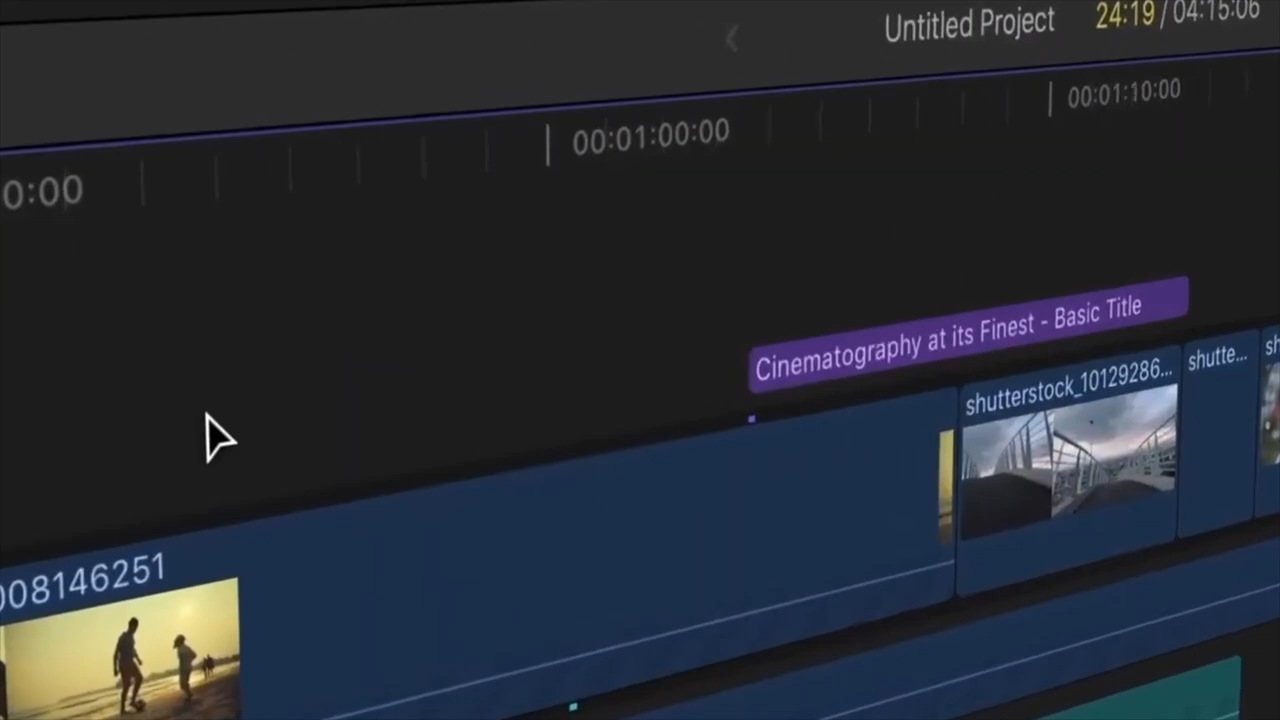 Untitled Project 24:19 / 04:15:06
0:00 00:01:00:00 00:01:10:00
Cinematography at its Finest - Basic Title
008146251 shutterstock_10129286... shutte... sh